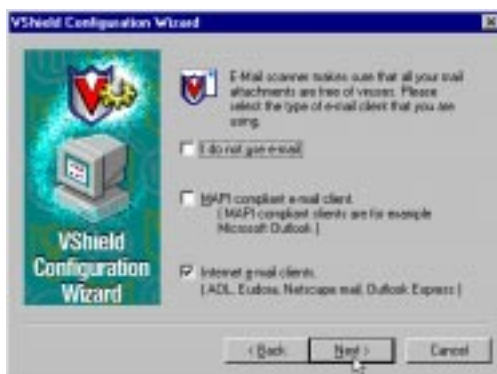 VShield Configuration Wizard
E-Mail scanner makes sure that all your mail
attachments are free of viruses. Please
select the type of e-mail client that you are
using.
I do not use e-mail
MAPI compliant e-mail client.
( MAPI compliant clients are for example
Microsoft Outlook )
Internet e-mail clients.
( AOL, Eudora, Netscape mail, Outlook Express )
VShield
Configuration
Wizard
< Back
Next >
Cancel